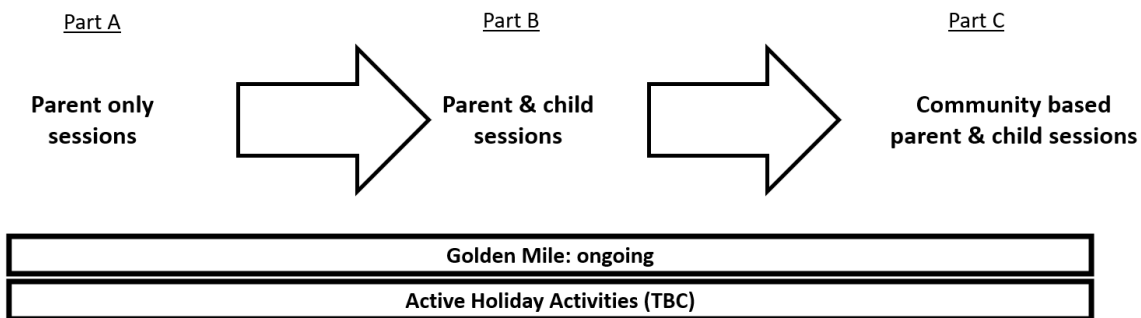 Part A
Part B
Part C
Parent only
sessions
Parent & child
sessions
Community based
parent & child sessions
Golden Mile: ongoing
Active Holiday Activities (TBC)